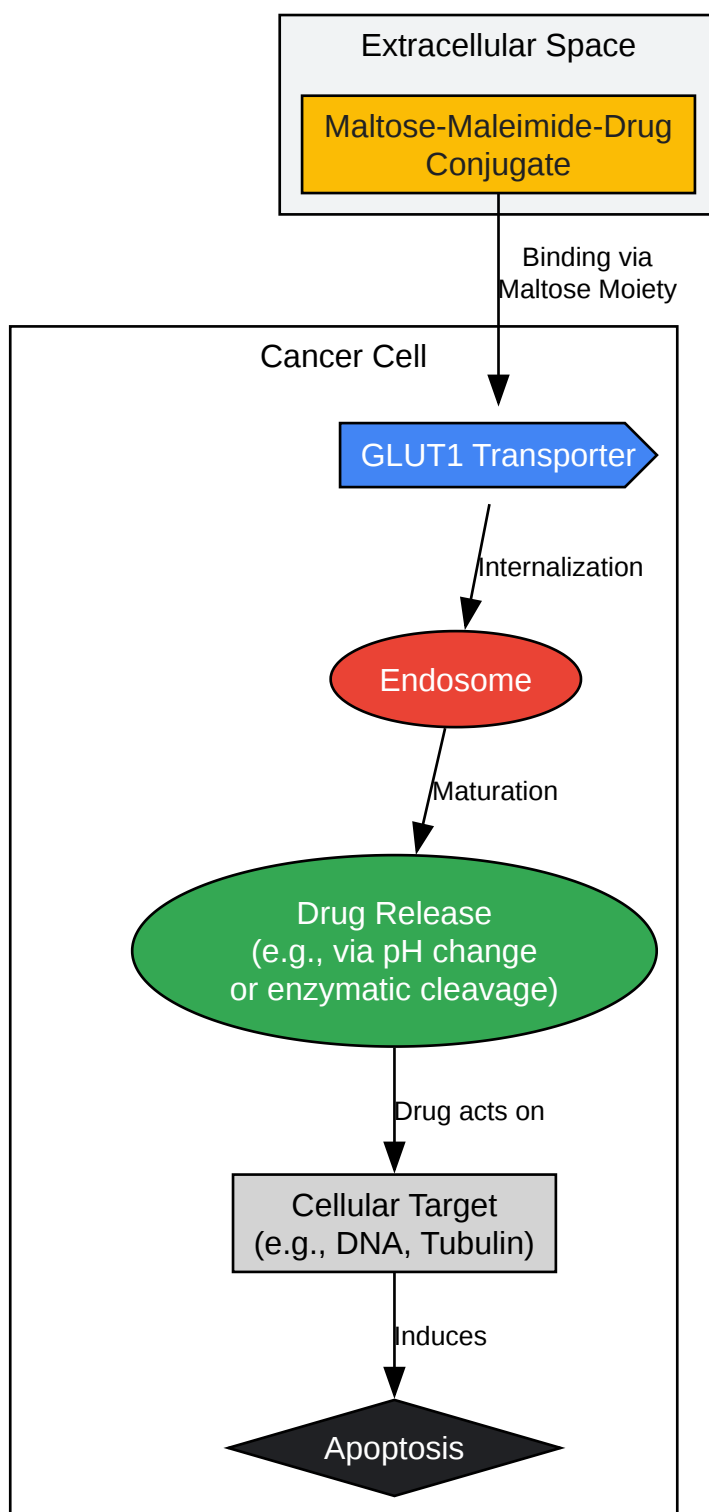 Extracellular Space
Maltose-Maleimide-Drug
Conjugate
Binding via
Maltose Moiety
Cancer Cell
GLUT1 Transporter
Internalization
Endosome
Maturation
Drug Release
(e.g., via pH change
or enzymatic cleavage)
Drug acts on
Cellular Target
(e.g., DNA, Tubulin)
Induces
Apoptosis